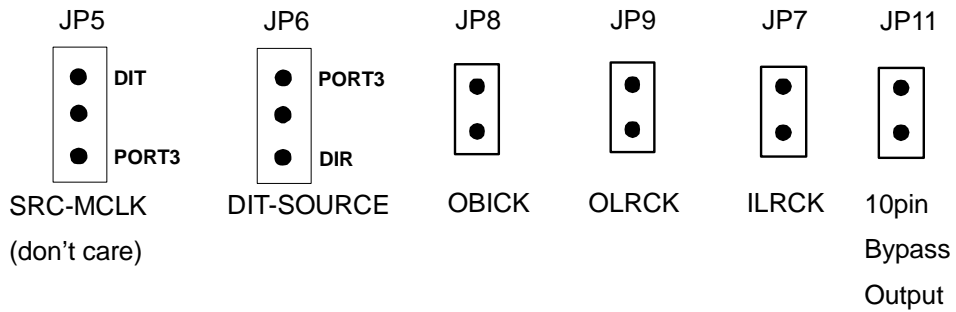 JP5 JP6 JP8 JP9 JP7 JP11
DIT PORT3
PORT3 DIR
SRC-MCLK DIT-SOURCE OBICK OLRCK ILRCK 10pin
(don't care) Bypass
Output